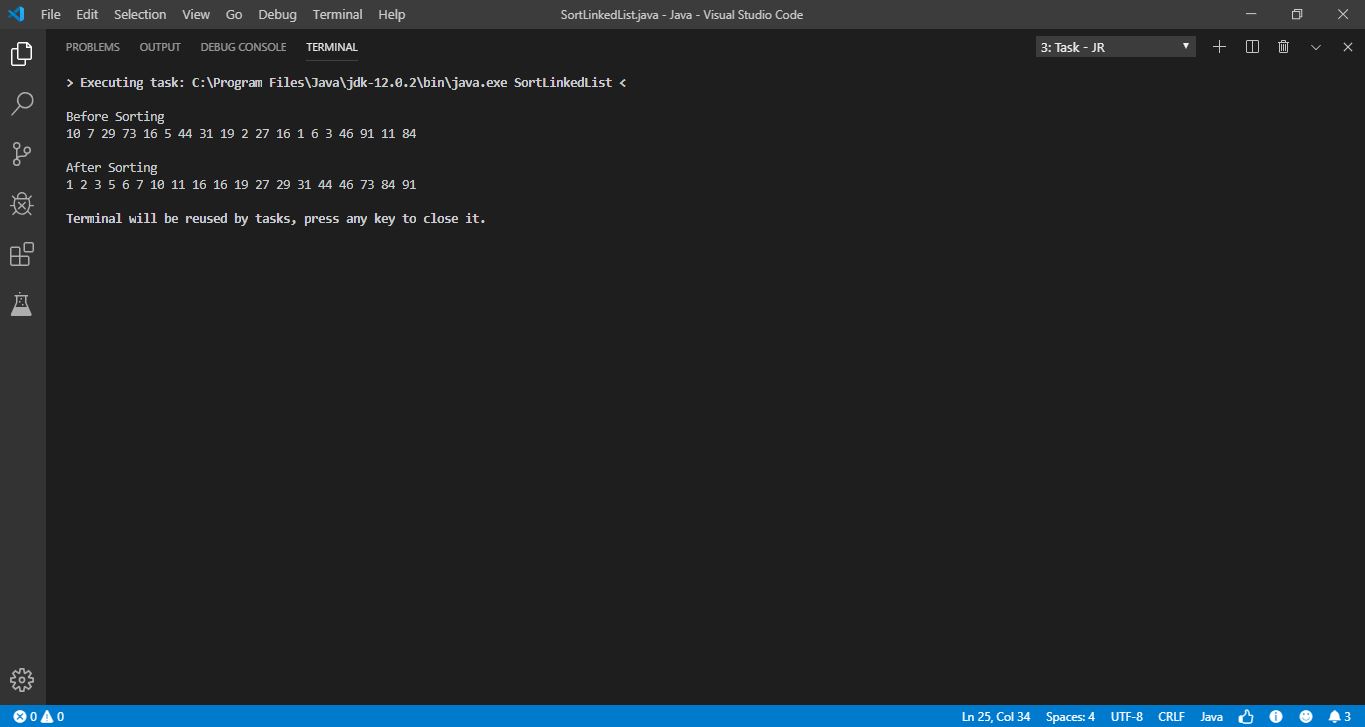 File Edit Selection View Go Debug Terminal Help SortLinkedList.java - Java - Visual Studio Code
PROBLEMS OUTPUT DEBUG CONSOLE TERMINAL 3: Task - JR
> Executing task: C:\Program Files\Java\jdk-12.0.2\bin\java.exe SortLinkedList <
Before Sorting
10 7 29 73 16 5 44 31 19 2 27 16 1 6 3 46 91 11 84
After Sorting
1 2 3 5 6 7 10 11 16 16 19 27 29 31 44 46 73 84 91
Terminal will be reused by tasks, press any key to close it.
0 0 Ln 25, Col 34 Spaces: 4 UTF-8 CRLF Java 3